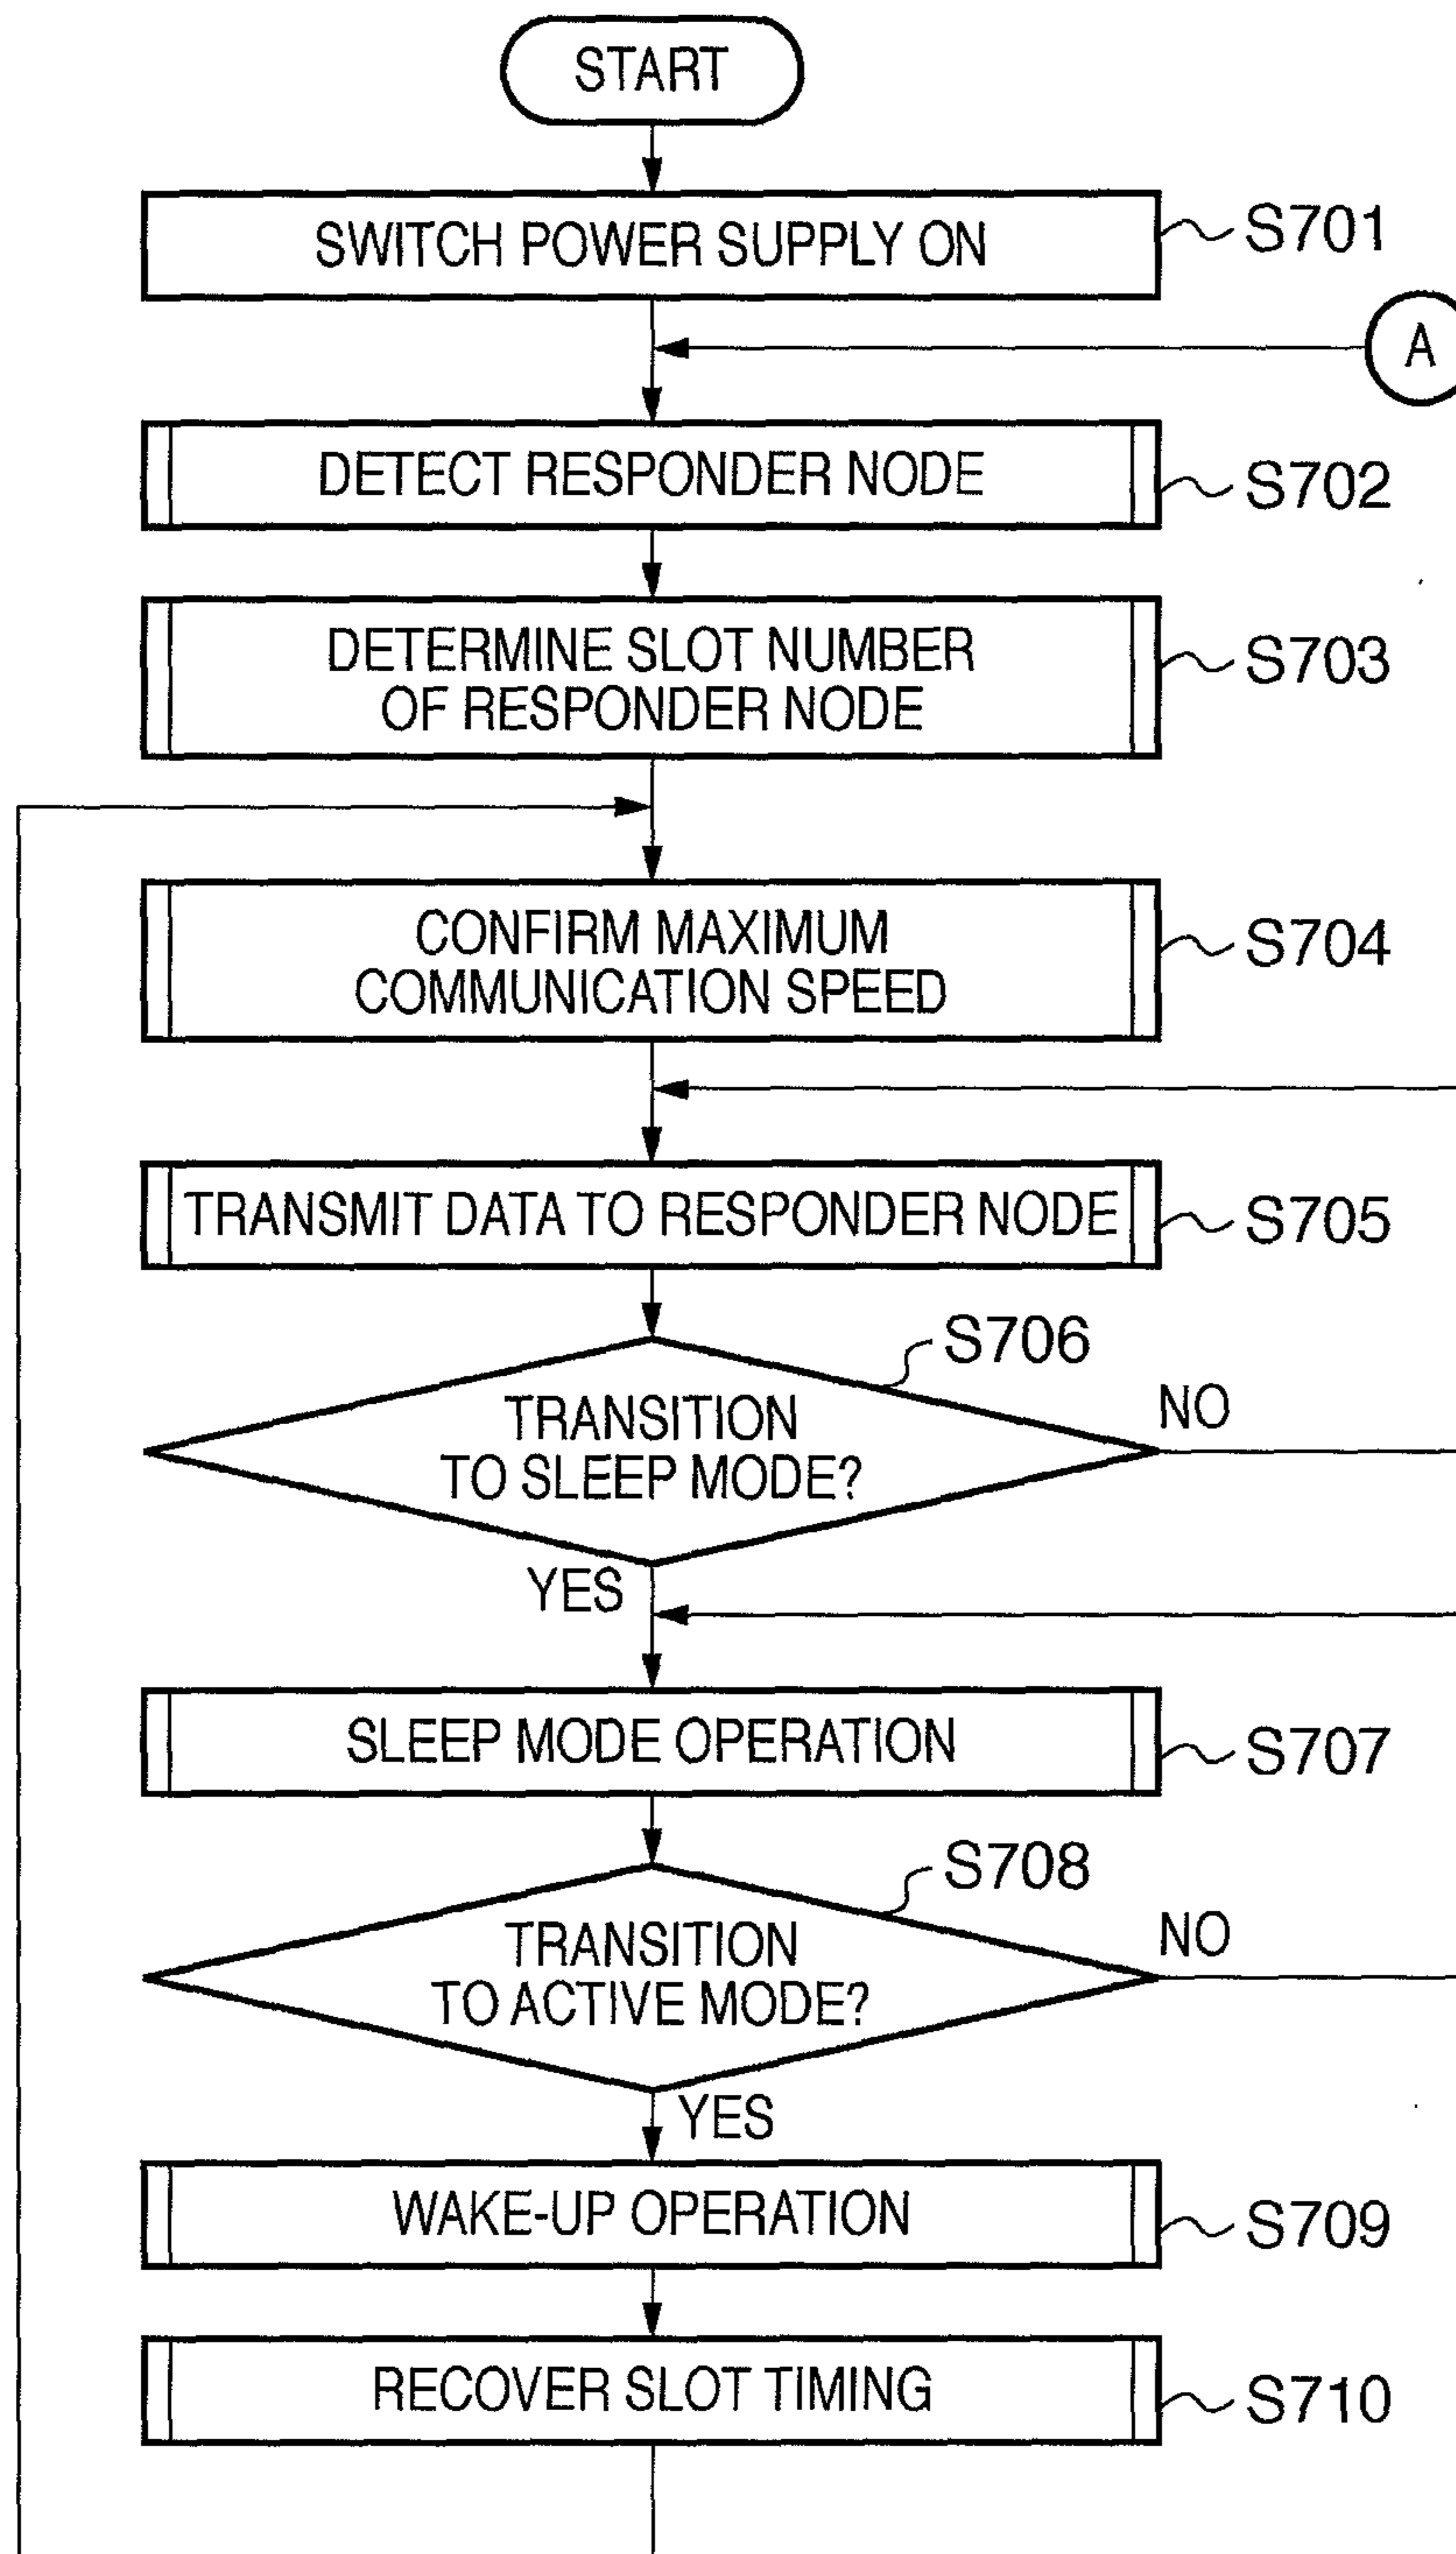 START
SWITCH POWER SUPPLY ON
S701
A
DETECT RESPONDER NODE
S702
DETERMINE SLOT NUMBER
OF RESPONDER NODE
S703
CONFIRM MAXIMUM
COMMUNICATION SPEED
S704
TRANSMIT DATA TO RESPONDER NODE
S705
S706
TRANSITION
TO SLEEP MODE?
NO
YES
SLEEP MODE OPERATION
S707
S708
TRANSITION
TO ACTIVE MODE?
NO
YES
WAKE-UP OPERATION
S709
RECOVER SLOT TIMING
S710